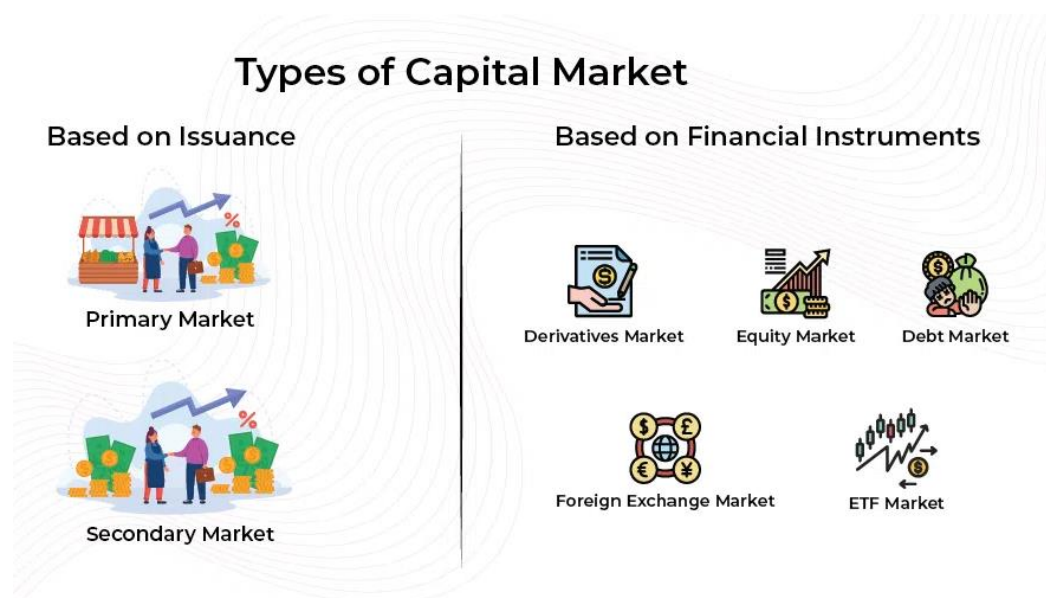 Types of Capital Market
Based on Issuance
Primary Market
Secondary Market
Based on Financial Instruments
Derivatives Market
Equity Market
Debt Market
Foreign Exchange Market
ETF Market